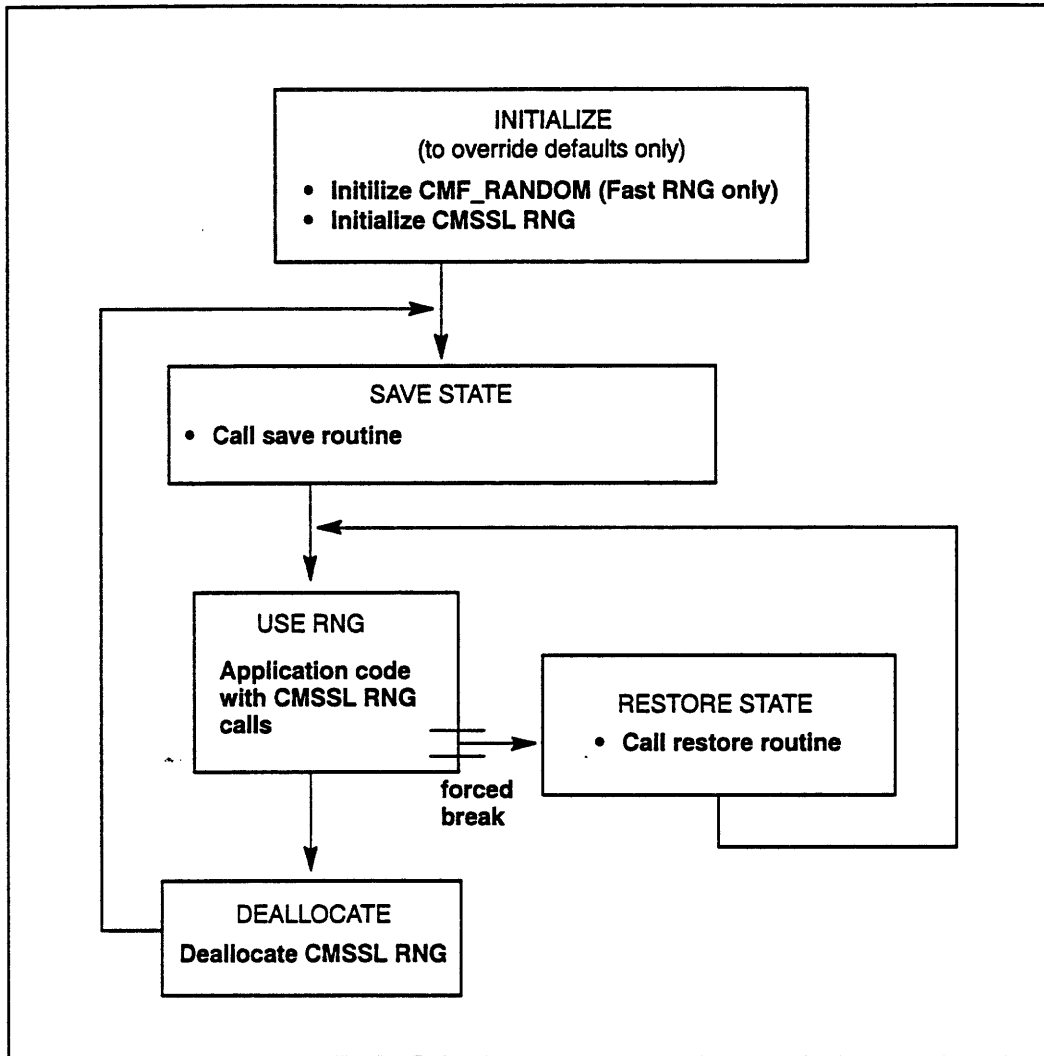 INITIALIZE
(to override defaults only)
• Initilize CMF_RANDOM (Fast RNG only)
• Initialize CMSSL RNG
SAVE STATE
• Call save routine
USE RNG
Application code
with CMSSL RNG
calls
forced
break
RESTORE STATE
• Call restore routine
DEALLOCATE
Deallocate CMSSL RNG